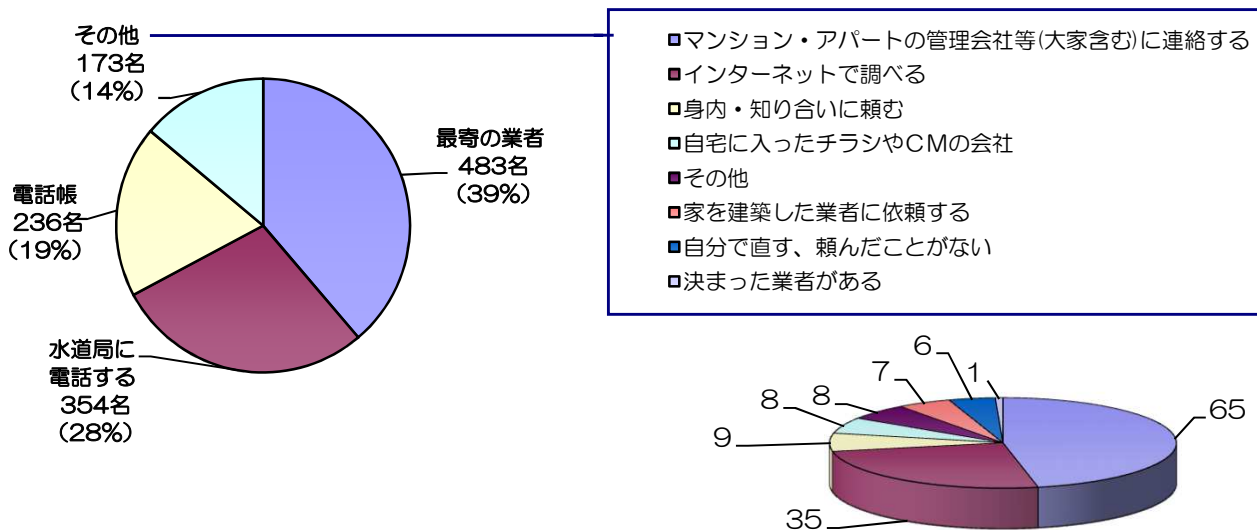 その他
173名
（14%）
最寄の業者
483名
（39%）
電話帳
236名
（19%）
水道局に
電話する
354名
（28%）
■マンション・アパートの管理会社等(大家含む)に連絡する
■インターネットで調べる
■身内・知り合いに頼む
■自宅に入ったチラシやＣＭの会社
■その他
■家を建築した業者に依頼する
■自分で直す、頼んだことがない
■決まった業者がある
65
35
9
8
8
7
6
1